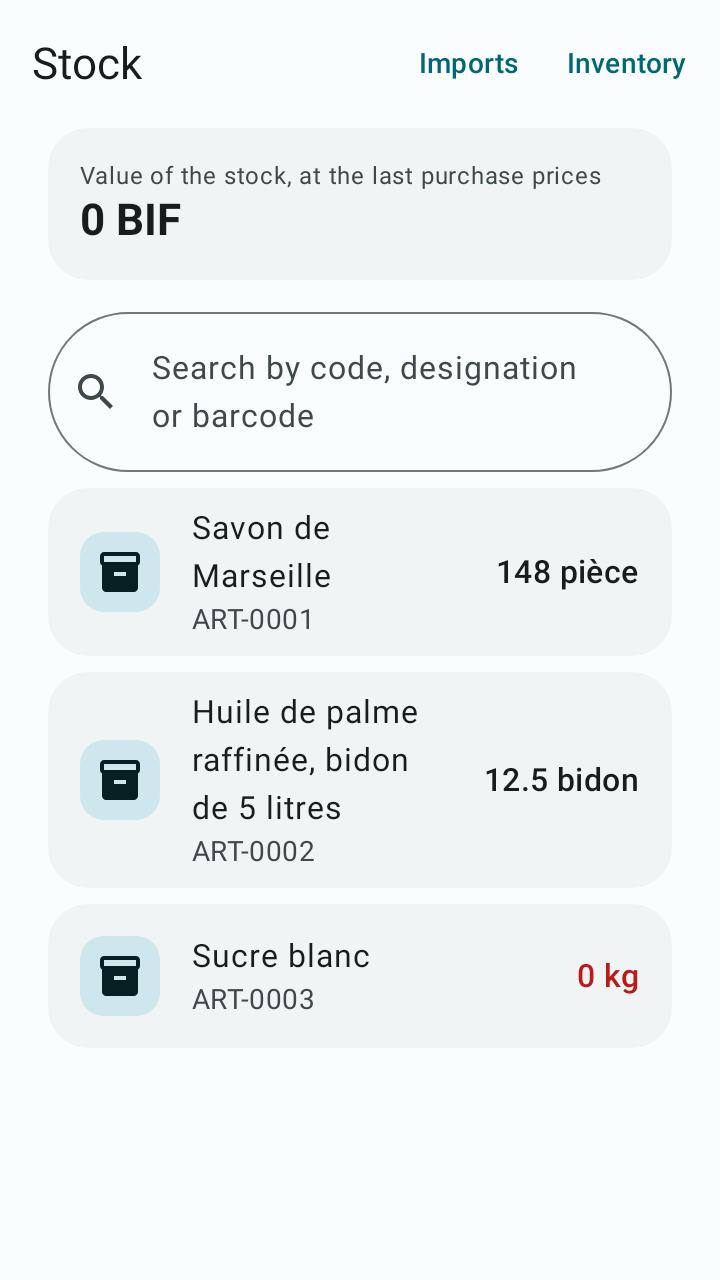 Stock
Imports
Inventory
Value of the stock, at the last purchase prices
0 BIF
Search by code, designation
or barcode
Savon de
Marseille
ART-0001
148 pièce
Huile de palme
raffinée, bidon
de 5 litres
ART-0002
12.5 bidon
Sucre blanc
ART-0003
0 kg